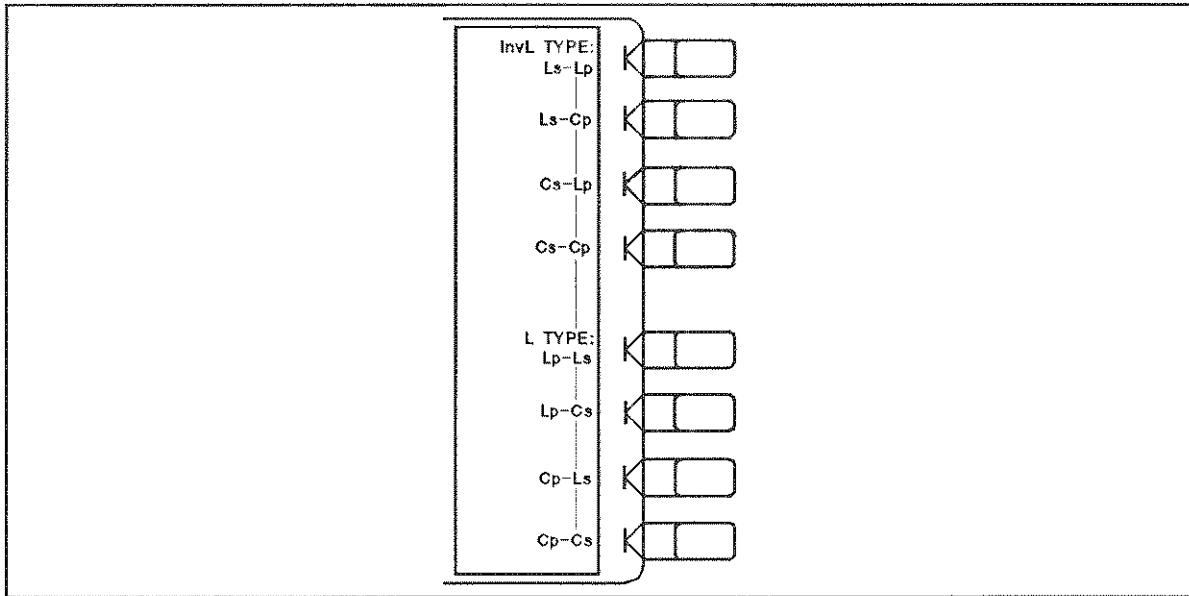 InvL TYPE:
Ls-Lp
Ls-Cp
Cs-Lp
Cs-Cp
L TYPE:
Lp-Ls
Lp-Cs
Cp-Ls
Cp-Cs